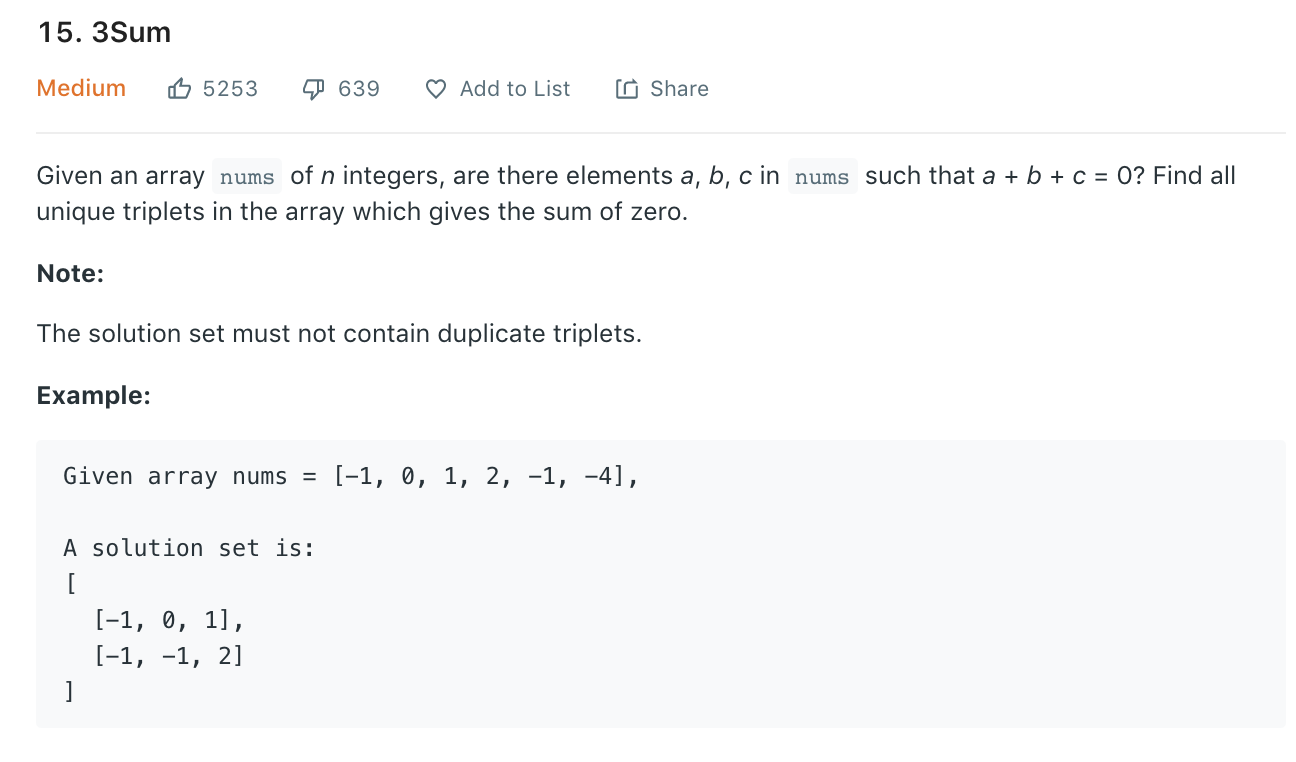 15. 3Sum
Medium 5253 639 Add to List Share
Given an array nums of n integers, are there elements a, b, c in nums such that a + b + c = 0? Find all
unique triplets in the array which gives the sum of zero.
Note:
The solution set must not contain duplicate triplets.
Example:
Given array nums = [-1, 0, 1, 2, -1, -4],
A solution set is:
[
  [-1, 0, 1],
  [-1, -1, 2]
]